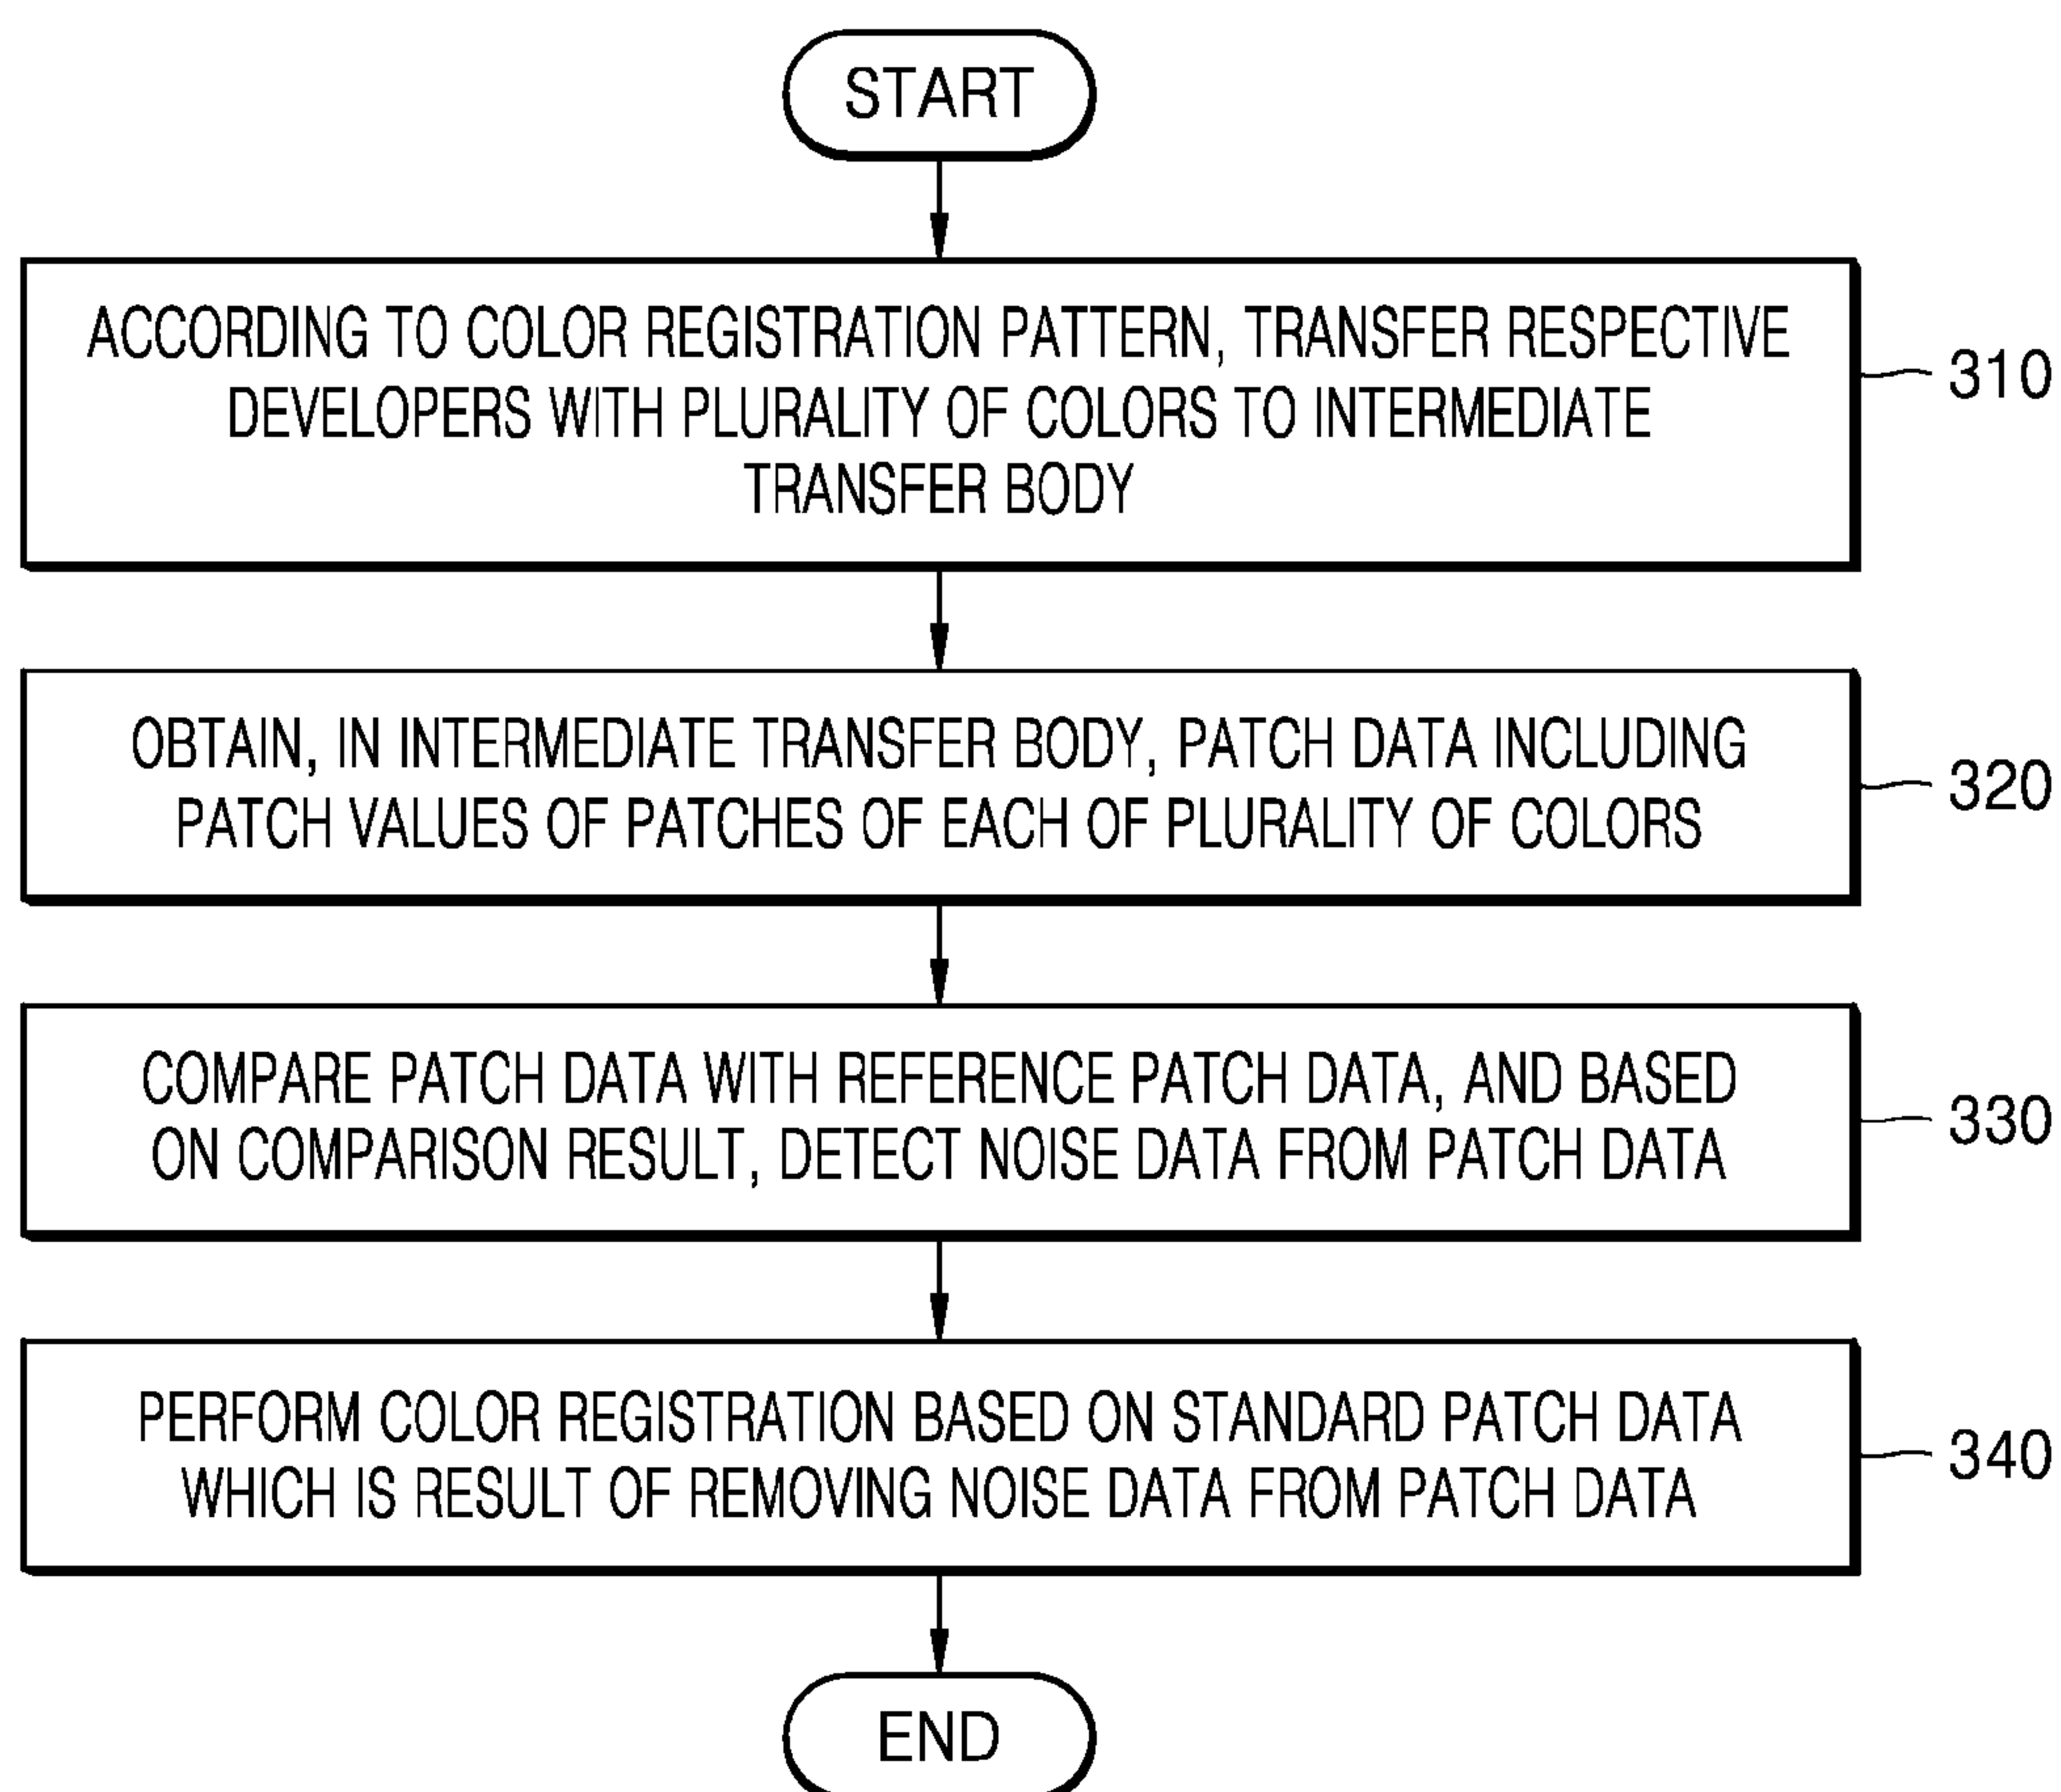 START
ACCORDING TO COLOR REGISTRATION PATTERN, TRANSFER RESPECTIVE
DEVELOPERS WITH PLURALITY OF COLORS TO INTERMEDIATE
TRANSFER BODY
310
OBTAIN, IN INTERMEDIATE TRANSFER BODY, PATCH DATA INCLUDING
PATCH VALUES OF PATCHES OF EACH OF PLURALITY OF COLORS
320
COMPARE PATCH DATA WITH REFERENCE PATCH DATA, AND BASED
ON COMPARISON RESULT, DETECT NOISE DATA FROM PATCH DATA
330
PERFORM COLOR REGISTRATION BASED ON STANDARD PATCH DATA
WHICH IS RESULT OF REMOVING NOISE DATA FROM PATCH DATA
340
END